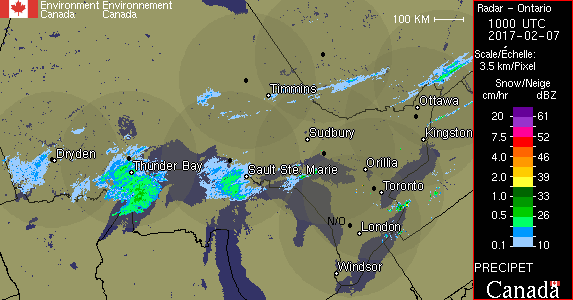 Environment Environnement
Canada Canada
100 KM
Timmins
Ottawa
Sudbury
Kingston
Dryden
Thunder Bay
Sault Ste. Marie
Orillia
Toronto
N/O
London
Windsor
Radar - Ontario
1000 UTC
2017-02-07
Scale/Échelle:
3.5 km/Pixel
Snow/Neige
cm/hr dBZ
20 61
7.5 52
4.0 46
2.0 39
1.0 33
0.5 26
0.1 10
PRECIPET
Canada